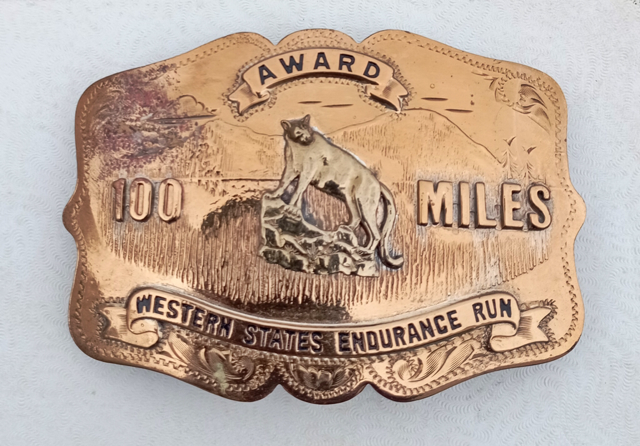 AWARD
100 MILES
WESTERN STATES ENDURANCE RUN